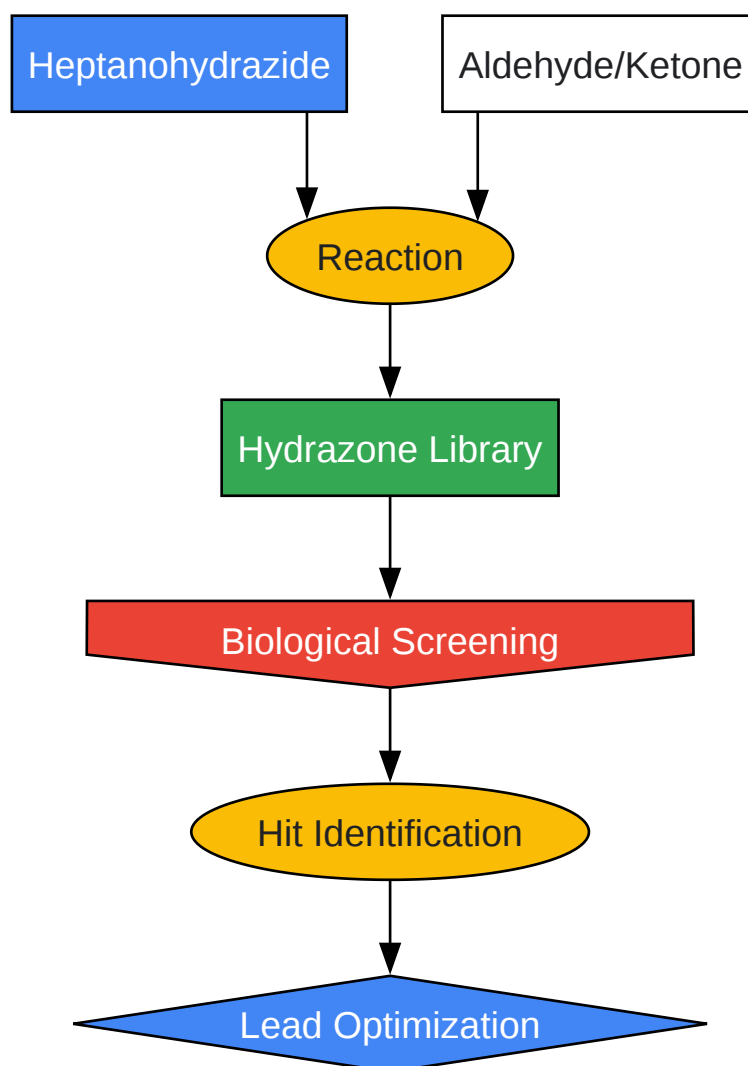 Heptanohydrazide
Aldehyde/Ketone
Reaction
Hydrazone Library
Biological Screening
Hit Identification
Lead Optimization